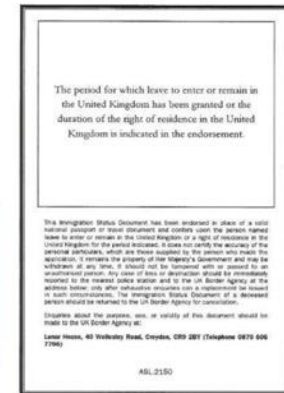 The period for which leave to enter or remain in
the United Kingdom has been granted or the
duration of the right of residence in the United
Kingdom is indicated in the endorsement.
This Immigration Status Document has been endorsed in place of a valid
national passport or travel document and confers upon the person named
leave to enter or remain in the United Kingdom or a right of residence in the
United Kingdom for the period indicated. It does not certify the accuracy of the
personal particulars, which are those supplied by the person who made the
application. It remains the property of Her Majesty's Government and may be
withdrawn at any time. It should not be tampered with or passed to an
unauthorised person. Any case of loss or destruction should be immediately
reported to the nearest police station and to the UK Border Agency at the
address below; only after exhaustive enquiries can a replacement be issued
in such circumstances. The Immigration Status Document of a deceased
person should be returned to the UK Border Agency for cancellation.
Enquiries about the purpose, use, or validity of this document should be
made to the UK Border Agency at:
Lunar House, 40 Wellesley Road, Croydon, CR9 2BY (Telephone 0870 606
7766)
ASL.2150